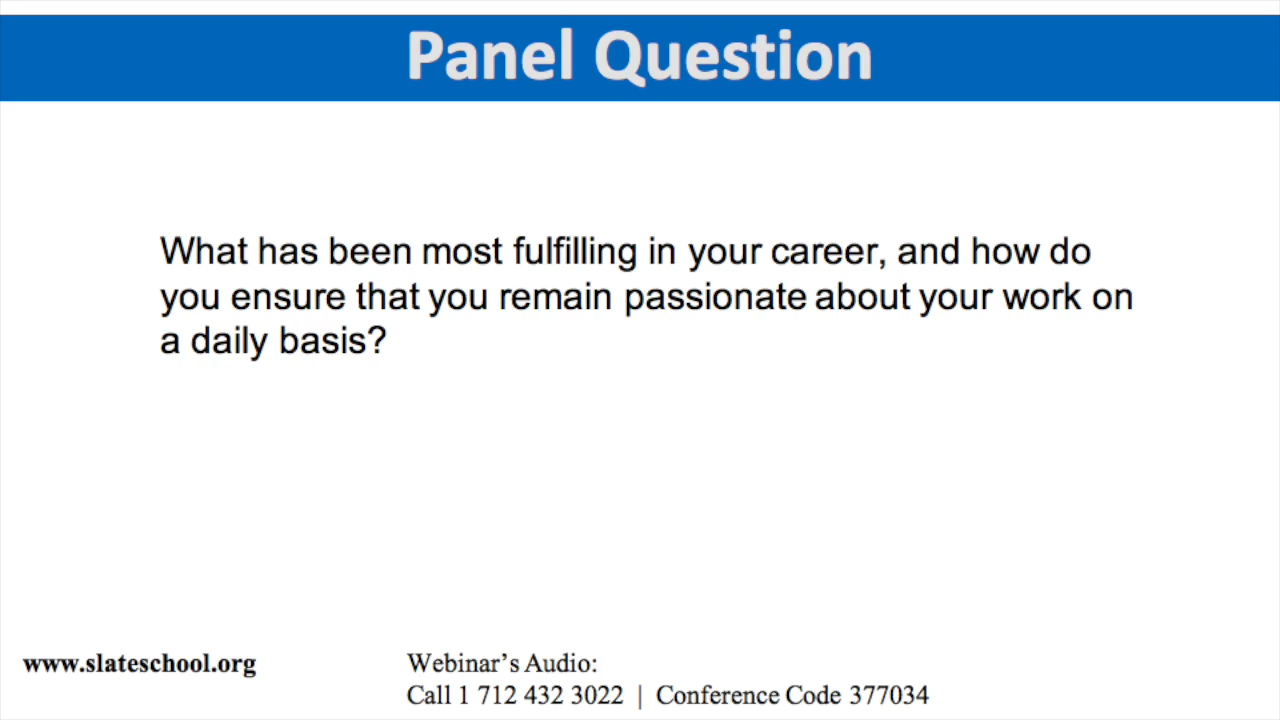 Panel Question
What has been most fulfilling in your career, and how do
you ensure that you remain passionate about your work on
a daily basis?
www.slateschool.org
Webinar’s Audio:
Call 1 712 432 3022 | Conference Code 377034